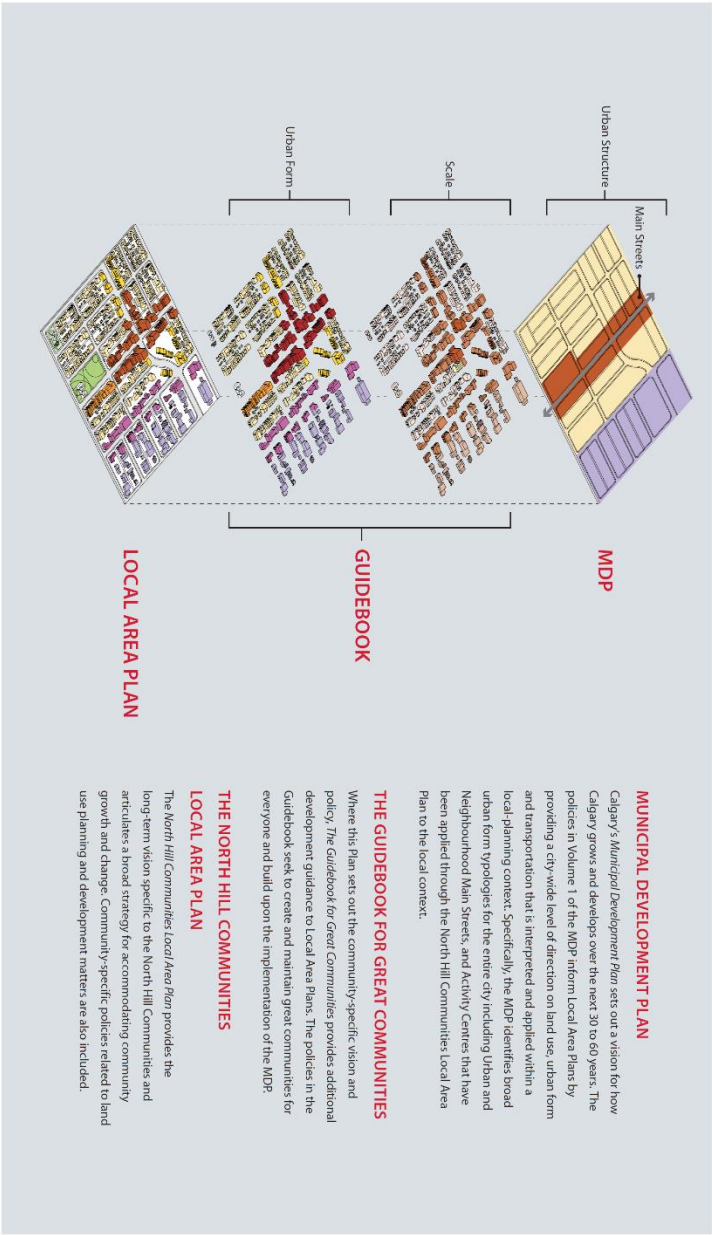 Urban Structure
Main Streets
Scale
Urban Form
MDP
GUIDEBOOK
LOCAL AREA PLAN
MUNICIPAL DEVELOPMENT PLAN
Calgary's Municipal Development Plan sets out a vision for how
Calgary grows and develops over the next 30 to 60 years. The
policies in Volume 1 of the MDP inform Local Area Plans by
providing a city-wide level of direction on land use, urban form
and transportation that is interpreted and applied within a
local-planning context. Specifically, the MDP identifies broad
urban form typologies for the entire city including Urban and
Neighbourhood Main Streets, and Activity Centres that have
been applied through the North Hill Communities Local Area
Plan to the local context.
THE GUIDEBOOK FOR GREAT COMMUNITIES
Where this Plan sets out the community-specific vision and
policy, The Guidebook for Great Communities provides additional
development guidance to Local Area Plans. The policies in the
Guidebook seek to create and maintain great communities for
everyone and build upon the implementation of the MDP.
THE NORTH HILL COMMUNITIES
LOCAL AREA PLAN
The North Hill Communities Local Area Plan provides the
long-term vision specific to the North Hill Communities and
articulates a broad strategy for accommodating community
growth and change. Community-specific policies related to land
use planning and development matters are also included.